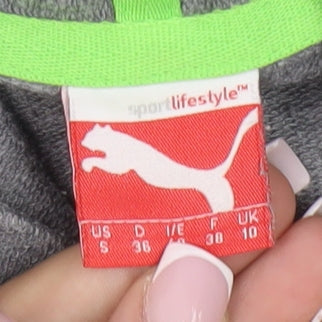 sportlifestyle™
US D I/E F UK
S 36 38 10